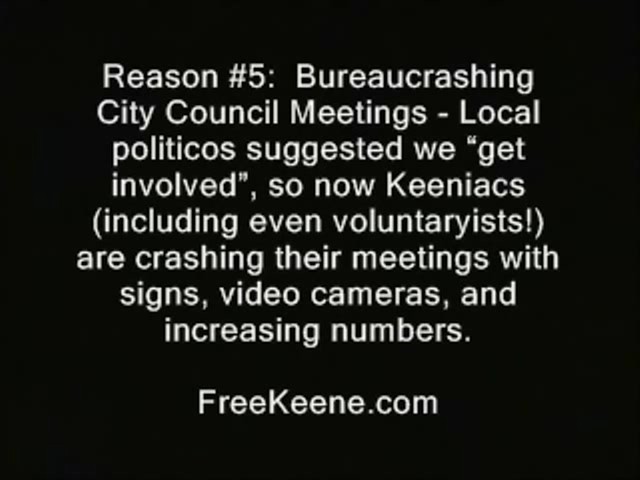 Reason #5:  Bureaucrashing
City Council Meetings - Local
politicos suggested we “get
involved”, so now Keeniacs
(including even voluntaryists!)
are crashing their meetings with
signs, video cameras, and
increasing numbers.
FreeKeene.com